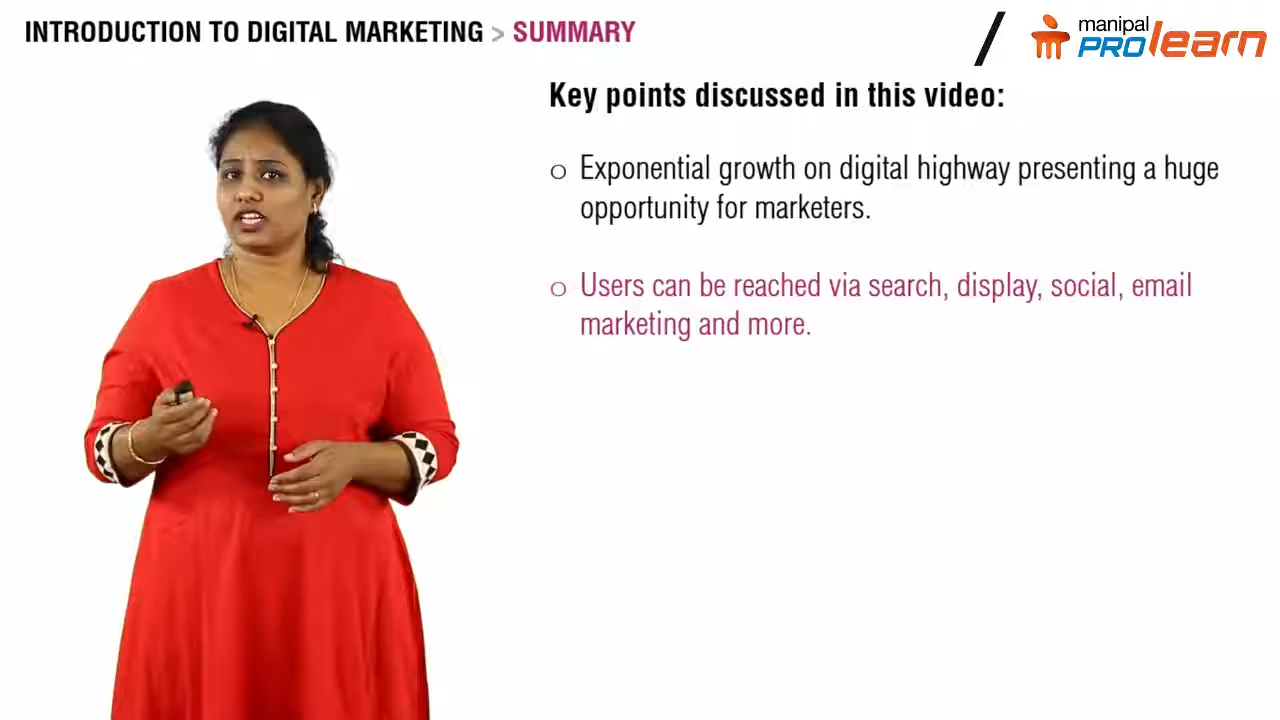 INTRODUCTION TO DIGITAL MARKETING > SUMMARY
manipal
PROlearn
Key points discussed in this video:
o Exponential growth on digital highway presenting a huge
opportunity for marketers.
o Users can be reached via search, display, social, email
marketing and more.